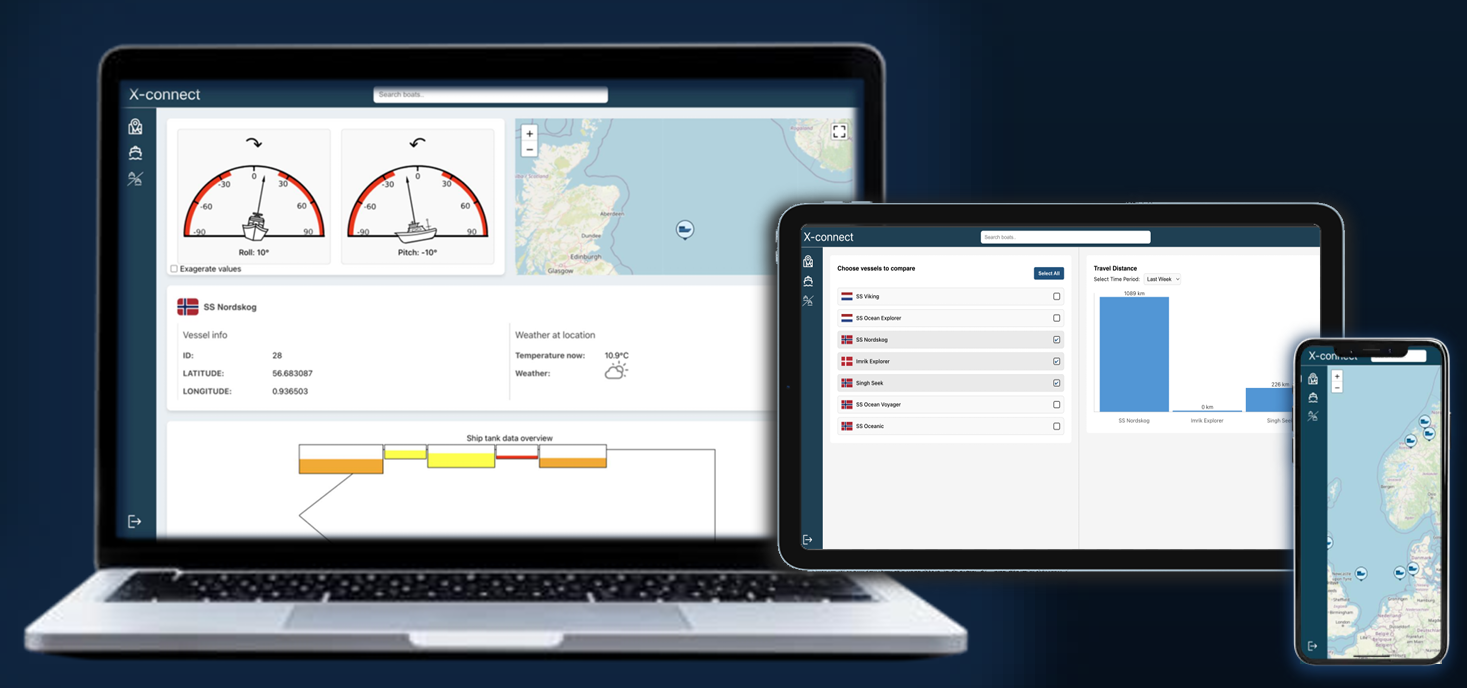 X-connect
Search boats..
-90
-60
-30
0
30
60
90
Roll: 10°
-90
-60
-30
0
30
60
90
Pitch: -10°
Exagerate values
+
−
Aberdeen
Dundee
Edinburgh
Glasgow
SS Nordskog
Vessel info
ID: 28
LATITUDE: 56.683087
LONGITUDE: 0.936503
Weather at location
Temperature now: 10.9°C
Weather:
Ship tank data overview
X-connect
Search boats..
Choose vessels to compare
Select All
SS Viking
SS Ocean Explorer
SS Nordskog
Imrik Explorer
Singh Seek
SS Ocean Voyager
SS Oceanic
Travel Distance
Select Time Period: Last Week
1089 km
0 km
226 km
SS Nordskog
Imrik Explorer
Singh See
X-connect
+
−